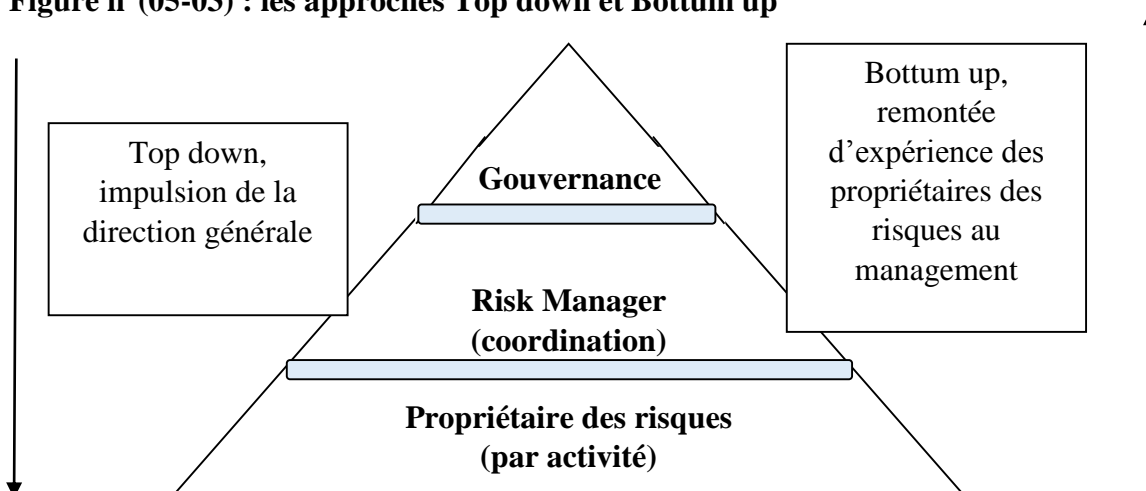 Figure n°(05-03) : les approches Top down et Bottum up
Top down,
impulsion de la
direction générale
Bottum up,
remontée
d’expérience des
propriétaires des
risques au
management
Gouvernance
Risk Manager
(coordination)
Propriétaire des risques
(par activité)